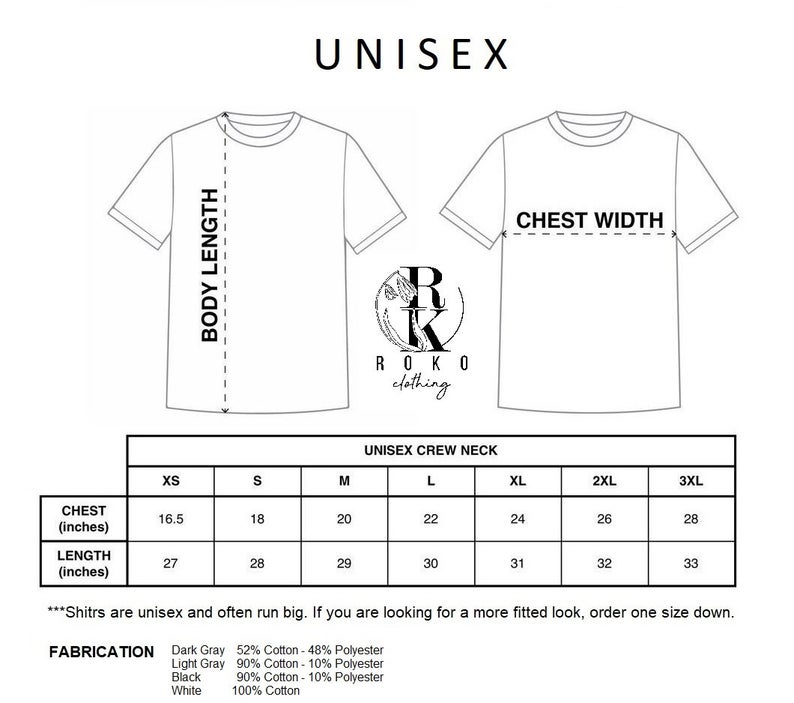 UNISEX
BODY LENGTH
CHEST WIDTH
RK
ROKO
clothing
UNISEX CREW NECK
XS S M L XL 2XL 3XL
CHEST
(inches)
16.5 18 20 22 24 26 28
LENGTH
(inches)
27 28 29 30 31 32 33
***Shitrs are unisex and often run big. If you are looking for a more fitted look, order one size down.
FABRICATION
Dark Gray 52% Cotton - 48% Polyester
Light Gray 90% Cotton - 10% Polyester
Black 90% Cotton - 10% Polyester
White 100% Cotton